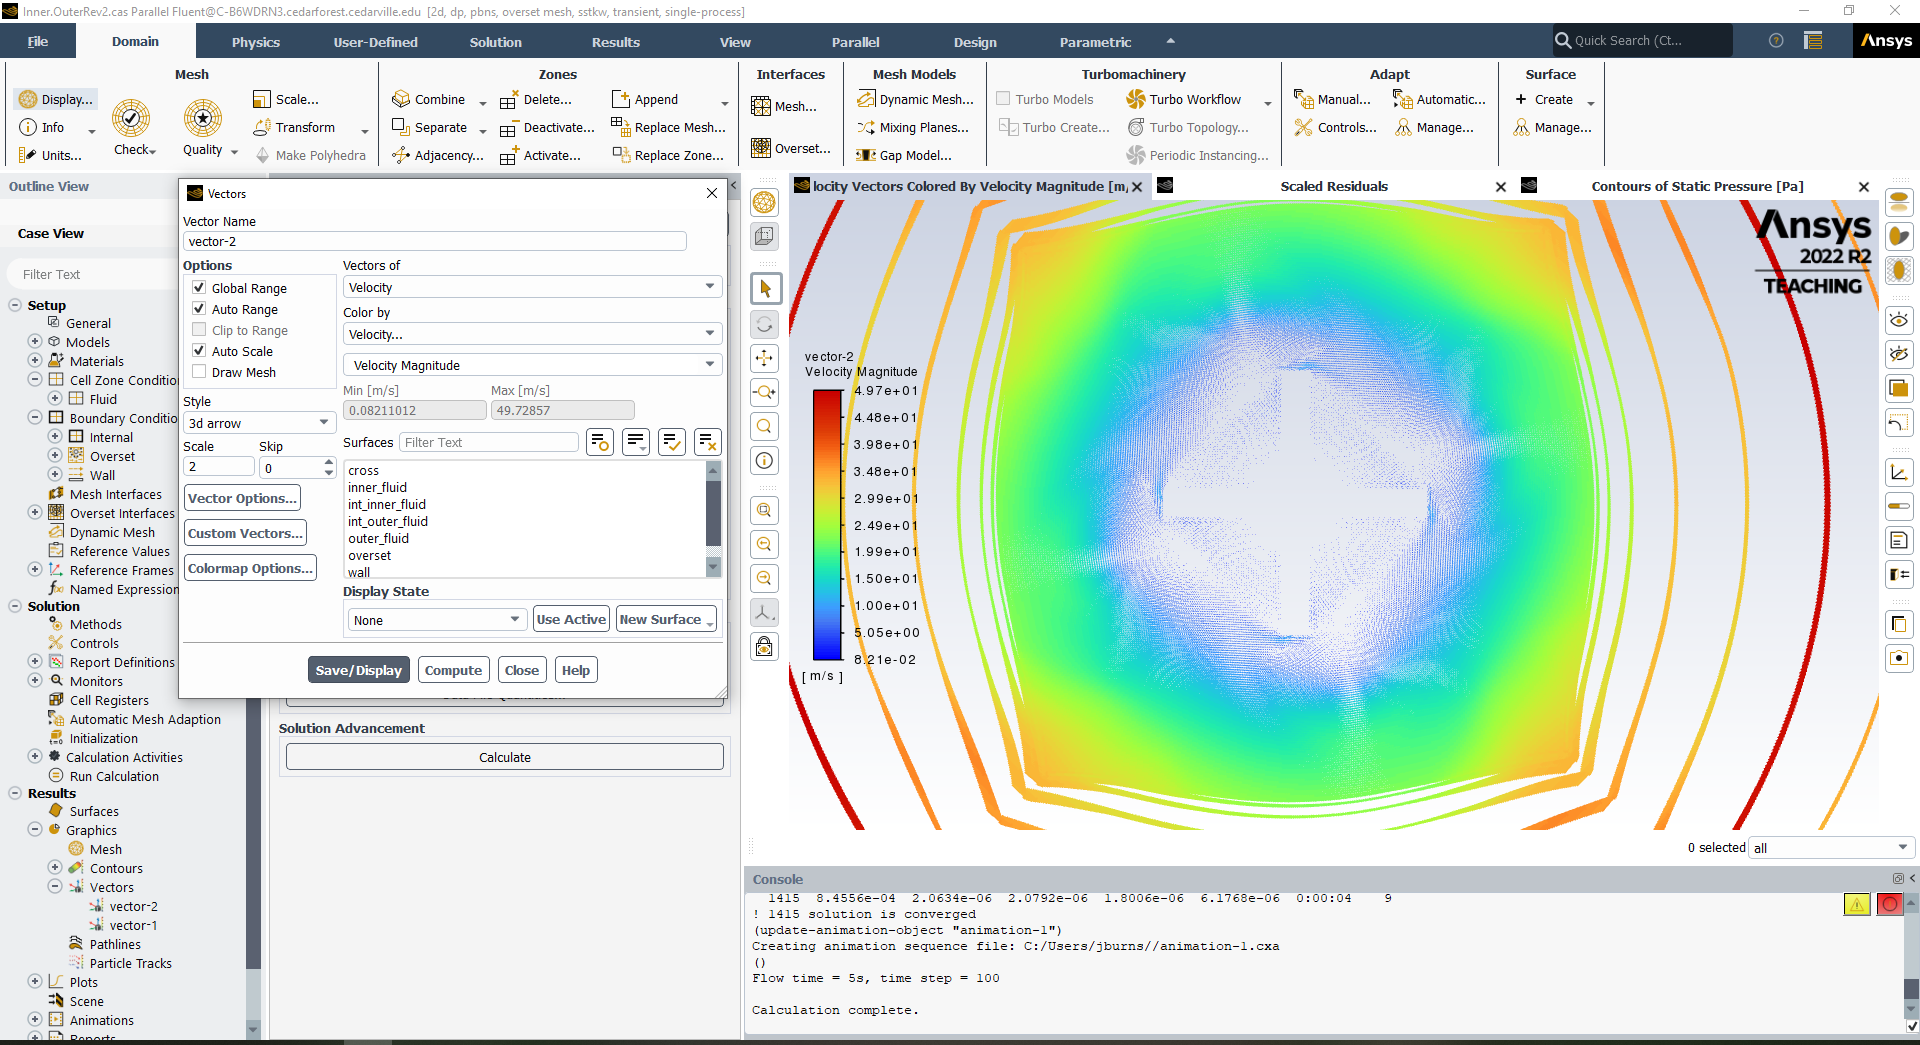 Inner.OuterRev2.cas Parallel Fluent@C-B6WDRN3.cedarforest.cedarville.edu [2d, dp, pbns, overset mesh, sstkw, transient, single-process]
File
Domain
Physics
User-Defined
Solution
Results
View
Parallel
Design
Parametric
Quick Search (Ct...
Ansys
Mesh
Display...
Info
Units...
Check
Quality
Scale...
Transform
Make Polyhedra
Zones
Combine
Separate
Adjacency...
Delete...
Deactivate...
Activate...
Append
Replace Mesh...
Replace Zone...
Interfaces
Mesh...
Overset...
Mesh Models
Dynamic Mesh...
Mixing Planes...
Gap Model...
Turbomachinery
Turbo Models
Turbo Create...
Turbo Workflow
Turbo Topology...
Periodic Instancing...
Adapt
Manual...
Controls...
Automatic...
Manage...
Surface
Create
Manage...
Outline View
Case View
Filter Text
Setup
General
Models
Materials
Cell Zone Conditio
Fluid
Boundary Conditio
Internal
Overset
Wall
Mesh Interfaces
Overset Interfaces
Dynamic Mesh
Reference Values
Reference Frames
Named Expression
Solution
Methods
Controls
Report Definitions
Monitors
Cell Registers
Automatic Mesh Adaption
Initialization
Calculation Activities
Run Calculation
Results
Surfaces
Graphics
Mesh
Contours
Vectors
vector-2
vector-1
Pathlines
Particle Tracks
Plots
Scene
Animations
Reports
Vectors
Vector Name
vector-2
Options
Global Range
Auto Range
Clip to Range
Auto Scale
Draw Mesh
Style
3d arrow
Scale
Skip
2
0
Vector Options...
Custom Vectors...
Colormap Options...
Vectors of
Velocity
Color by
Velocity...
Velocity Magnitude
Min [m/s]
Max [m/s]
0.08211012
49.72857
Surfaces
Filter Text
cross
inner_fluid
int_inner_fluid
int_outer_fluid
outer_fluid
overset
wall
Display State
None
Use Active
New Surface
Save/Display
Compute
Close
Help
Solution Advancement
Calculate
locity Vectors Colored By Velocity Magnitude [m/
Scaled Residuals
Contours of Static Pressure [Pa]
Ansys
2022 R2
TEACHING
vector-2
Velocity Magnitude
4.97e+01
4.48e+01
3.98e+01
3.48e+01
2.99e+01
2.49e+01
1.99e+01
1.50e+01
1.00e+01
5.05e+00
8.21e-02
[ m/s ]
0 selected
all
Console
1415 8.4556e-04 2.0634e-06 2.0792e-06 1.8006e-06 6.1768e-06 0:00:04 9
! 1415 solution is converged
(update-animation-object "animation-1")
Creating animation sequence file: C:/Users/jburns//animation-1.cxa
()
Flow time = 5s, time step = 100
Calculation complete.